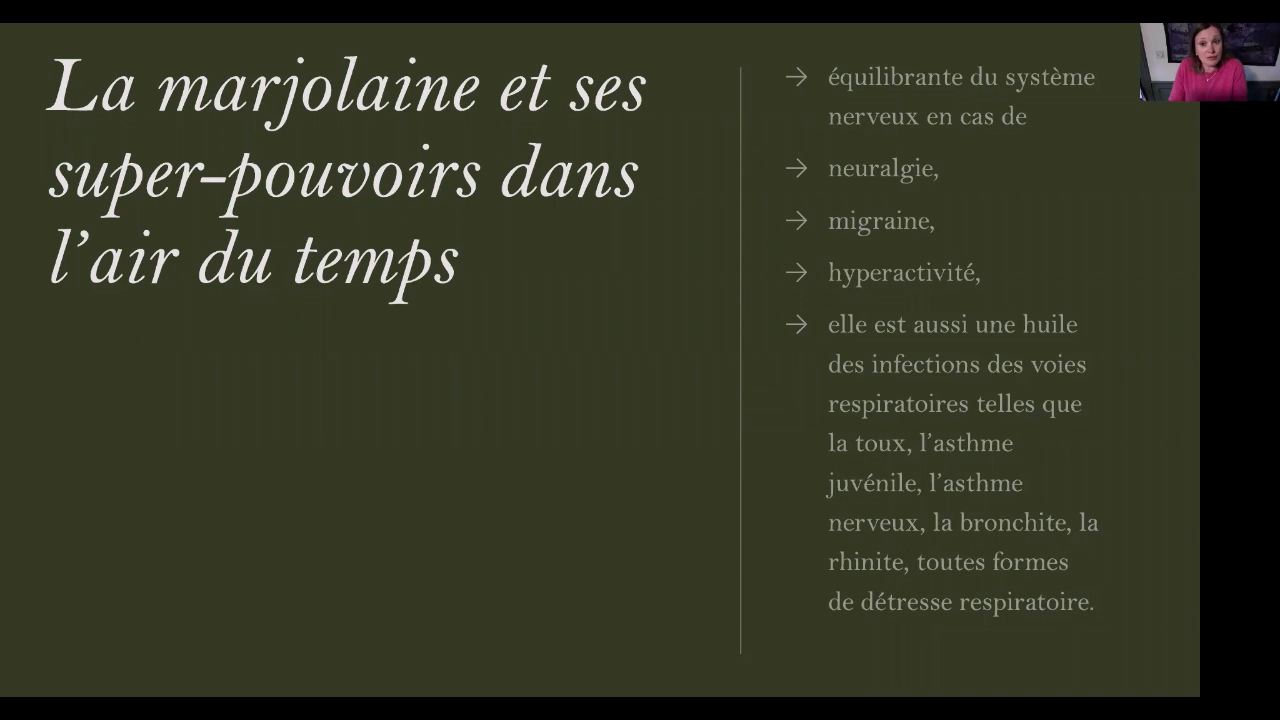 La marjolaine et ses
super-pouvoirs dans
l’air du temps
→ équilibrante du système
nerveux en cas de
→ neuralgie,
→ migraine,
→ hyperactivité,
→ elle est aussi une huile
des infections des voies
respiratoires telles que
la toux, l’asthme
juvénile, l’asthme
nerveux, la bronchite, la
rhinite, toutes formes
de détresse respiratoire.